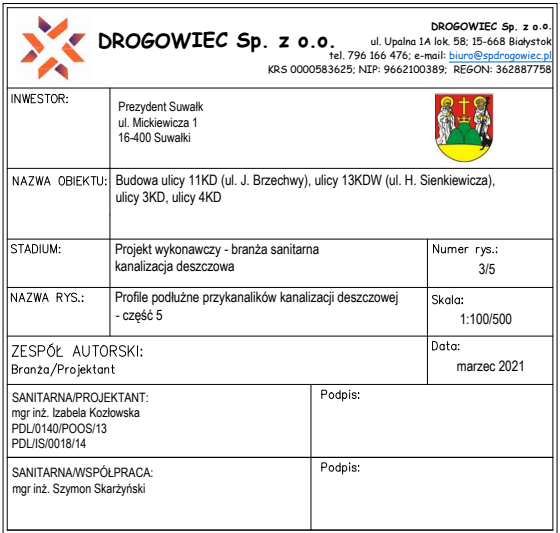 DROGOWIEC Sp. z o.o.
DROGOWIEC Sp. z o.o.
ul. Upalna 1A lok. 58; 15-668 Białystok
tel. 796 166 476; e-mail: biuro@spdrogowiec.pl
KRS 0000583625; NIP: 9662100389; REGON: 362887758
INWESTOR:
Prezydent Suwałk
ul. Mickiewicza 1
16-400 Suwałki
NAZWA OBIEKTU:
Budowa ulicy 11KD (ul. J. Brzechwy), ulicy 13KDW (ul. H. Sienkiewicza),
ulicy 3KD, ulicy 4KD
STADIUM:
Projekt wykonawczy - branża sanitarna
kanalizacja deszczowa
Numer rys.:
3/5
NAZWA RYS.:
Profile podłużne przykanalików kanalizacji deszczowej
- część 5
Skala:
1:100/500
ZESPÓŁ AUTORSKI:
Branża/Projektant
Data:
marzec 2021
SANITARNA/PROJEKTANT:
mgr inż. Izabela Kozłowska
PDL/0140/POOS/13
PDL/IS/0018/14
Podpis:
SANITARNA/WSPÓŁPRACA:
mgr inż. Szymon Skarżyński
Podpis: